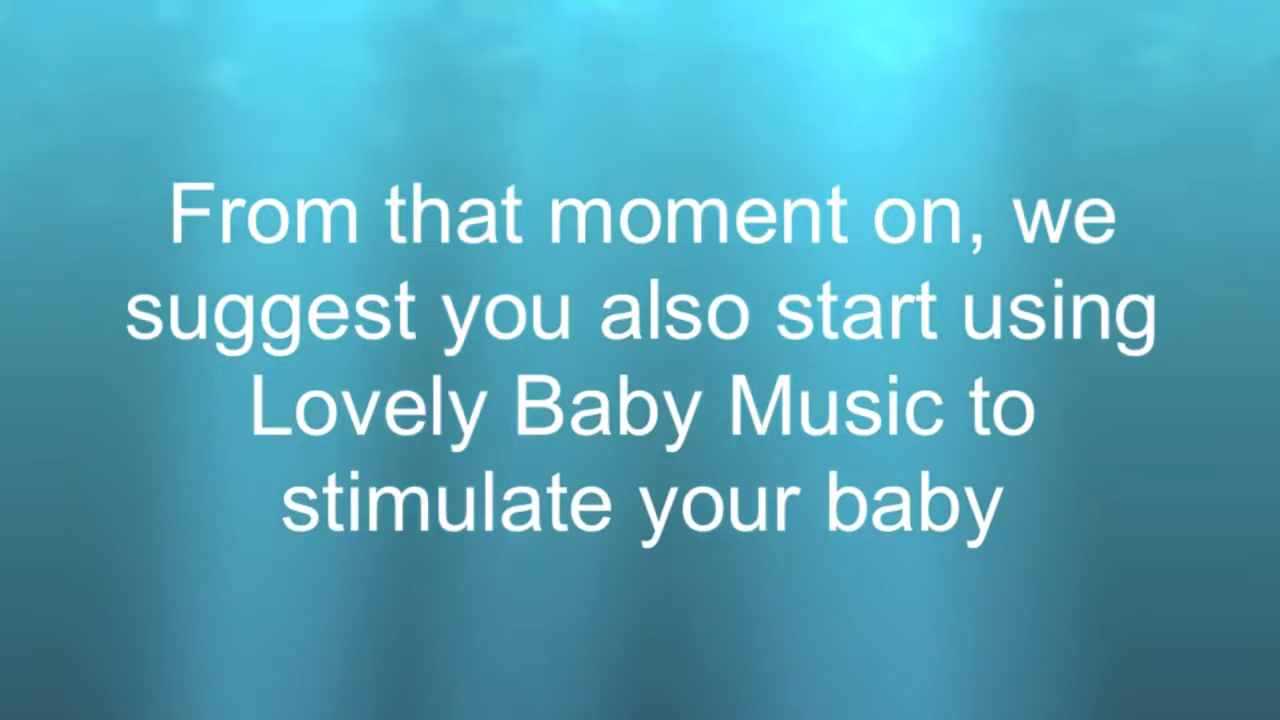 From that moment on, we
suggest you also start using
Lovely Baby Music to
stimulate your baby